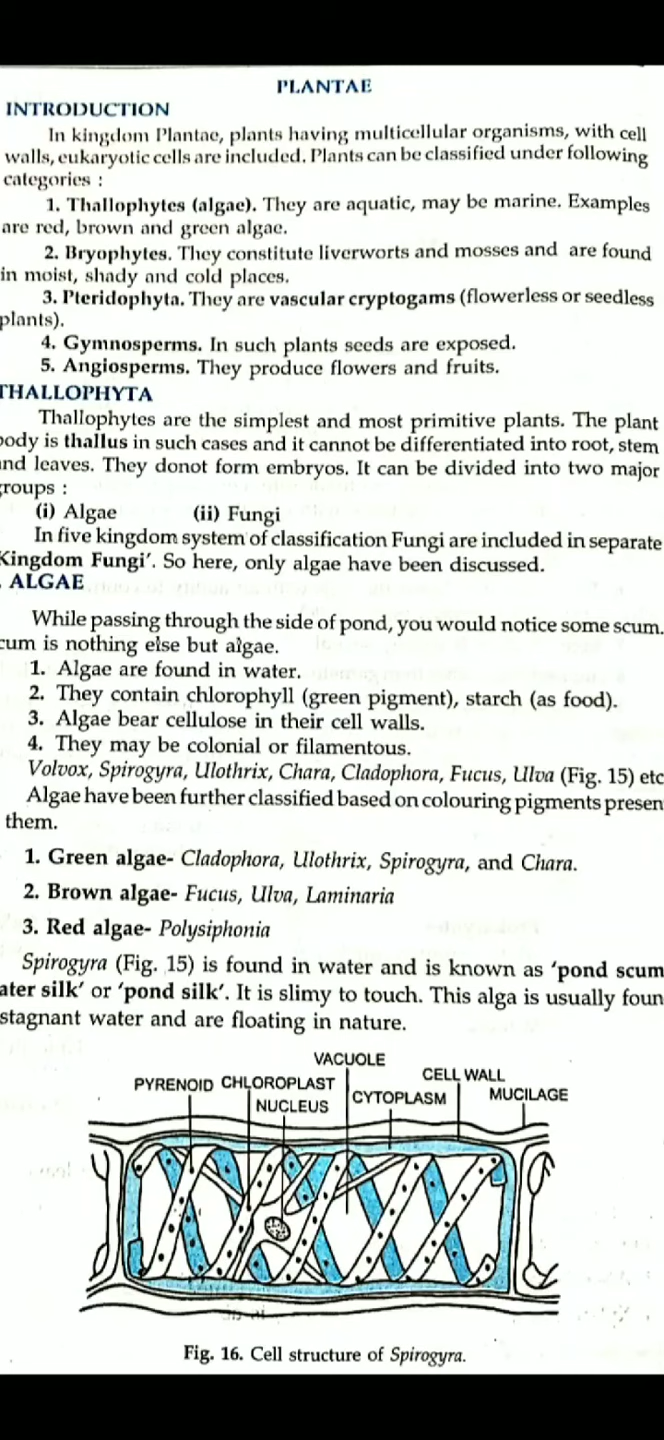 PLANTAE
INTRODUCTION
In kingdom Plantae, plants having multicellular organisms, with cell
walls, eukaryotic cells are included. Plants can be classified under following
categories :
1. Thallophytes (algae). They are aquatic, may be marine. Examples
are red, brown and green algae.
2. Bryophytes. They constitute liverworts and mosses and are found
in moist, shady and cold places.
3. Pteridophyta. They are vascular cryptogams (flowerless or seedless
plants).
4. Gymnosperms. In such plants seeds are exposed.
5. Angiosperms. They produce flowers and fruits.
THALLOPHYTA
Thallophytes are the simplest and most primitive plants. The plant
body is thallus in such cases and it cannot be differentiated into root, stem
and leaves. They donot form embryos. It can be divided into two major
groups :
(i) Algae (ii) Fungi
In five kingdom system of classification Fungi are included in separate
Kingdom Fungi'. So here, only algae have been discussed.
. ALGAE
While passing through the side of pond, you would notice some scum.
cum is nothing else but algae.
1. Algae are found in water.
2. They contain chlorophyll (green pigment), starch (as food).
3. Algae bear cellulose in their cell walls.
4. They may be colonial or filamentous.
Volvox, Spirogyra, Ulothrix, Chara, Cladophora, Fucus, Ulva (Fig. 15) etc
Algae have been further classified based on colouring pigments presen
them.
1. Green algae- Cladophora, Ulothrix, Spirogyra, and Chara.
2. Brown algae- Fucus, Ulva, Laminaria
3. Red algae- Polysiphonia
Spirogyra (Fig. 15) is found in water and is known as 'pond scum
ater silk' or 'pond silk'. It is slimy to touch. This alga is usually foun
stagnant water and are floating in nature.
VACUOLE
PYRENOID CHLOROPLAST CELL WALL
NUCLEUS CYTOPLASM MUCILAGE
Fig. 16. Cell structure of Spirogyra.